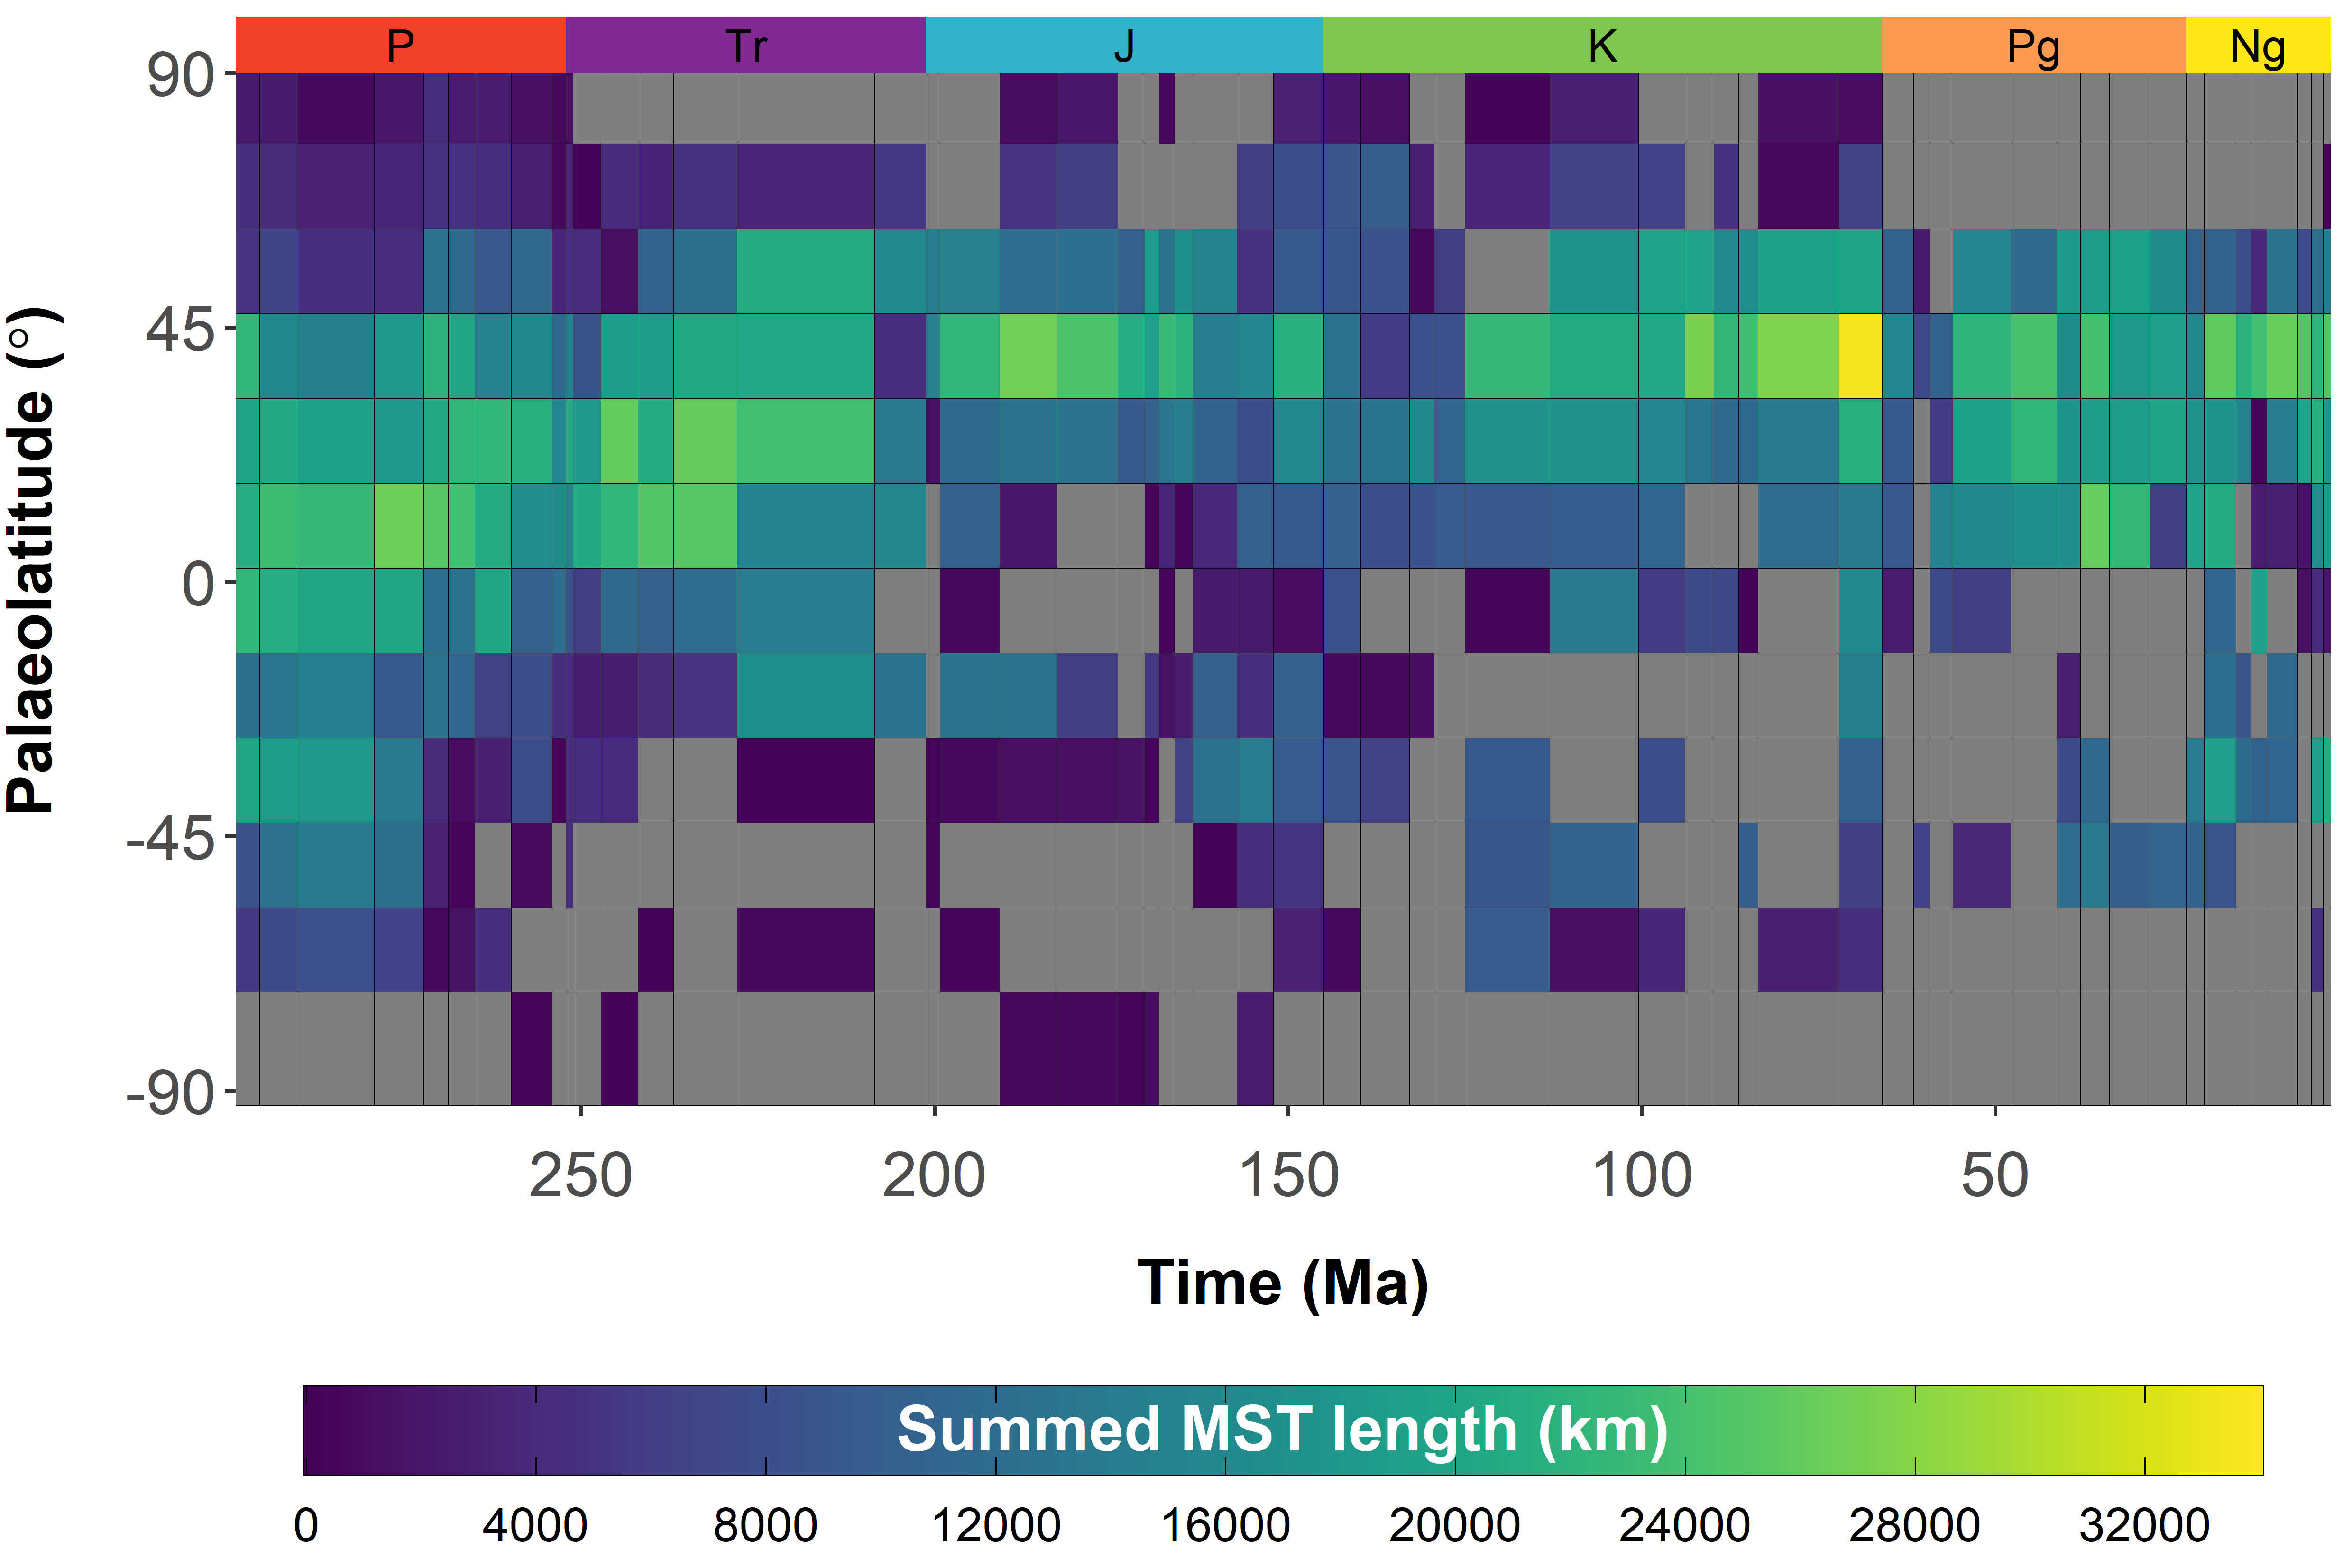 P Tr J K Pg Ng
90
45
0
-45
-90
Palaeolatitude (°)
250 200 150 100 50
Time (Ma)
Summed MST length (km)
0 4000 8000 12000 16000 20000 24000 28000 32000